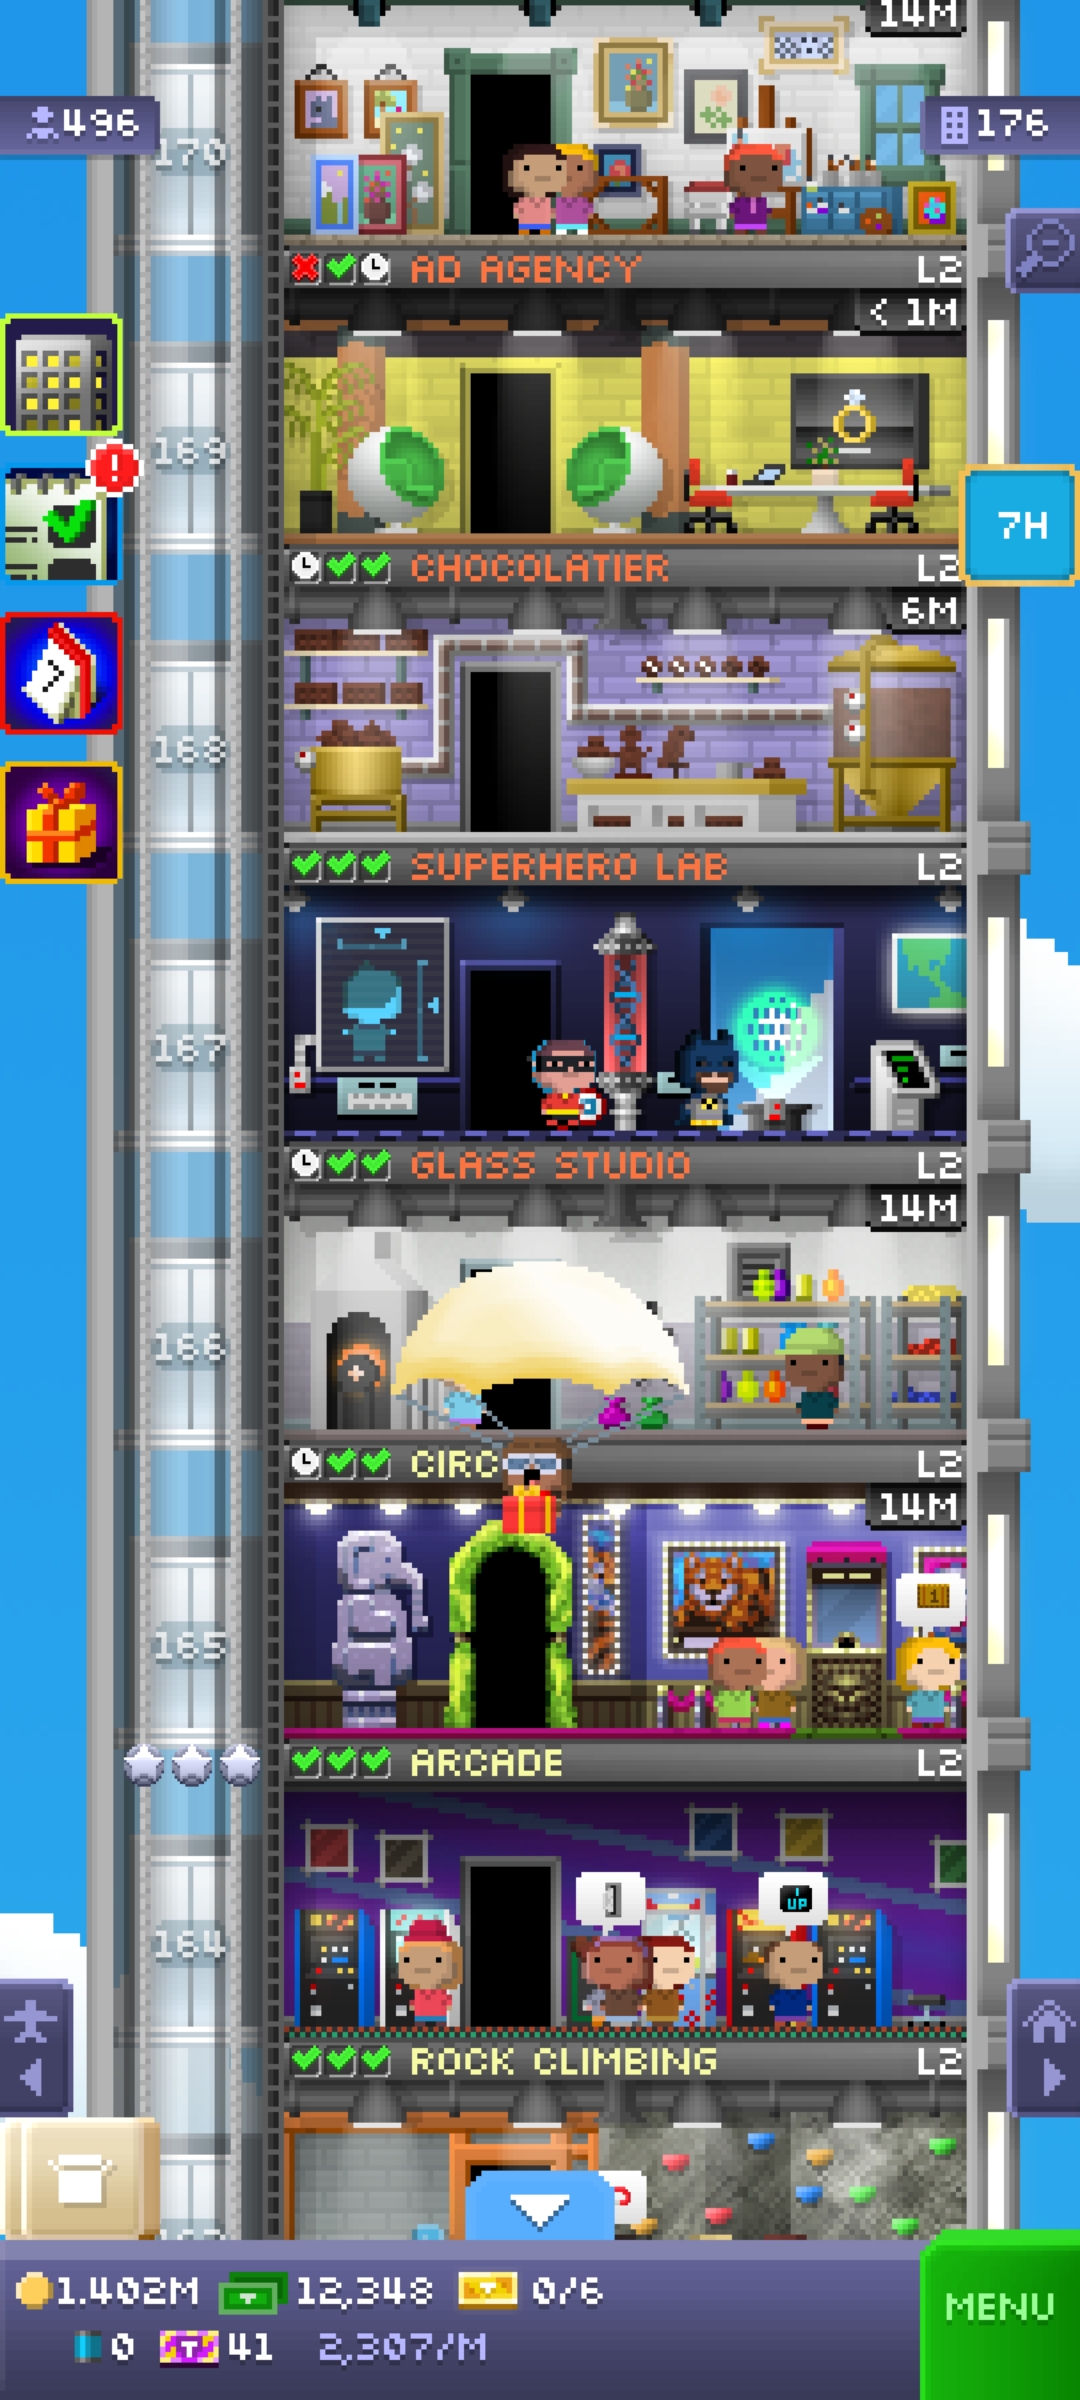 14M
496
176
170
AD AGENCY L2
< 1M
169
7H
CHOCOLATIER L2
6M
168
SUPERHERO LAB L2
167
GLASS STUDIO L2
14M
166
CIRC L2
14M
1
165
ARCADE L2
UP
164
ROCK CLIMBING L2
1.402M 12,348 0/6
MENU
0 T 41 2,307/M